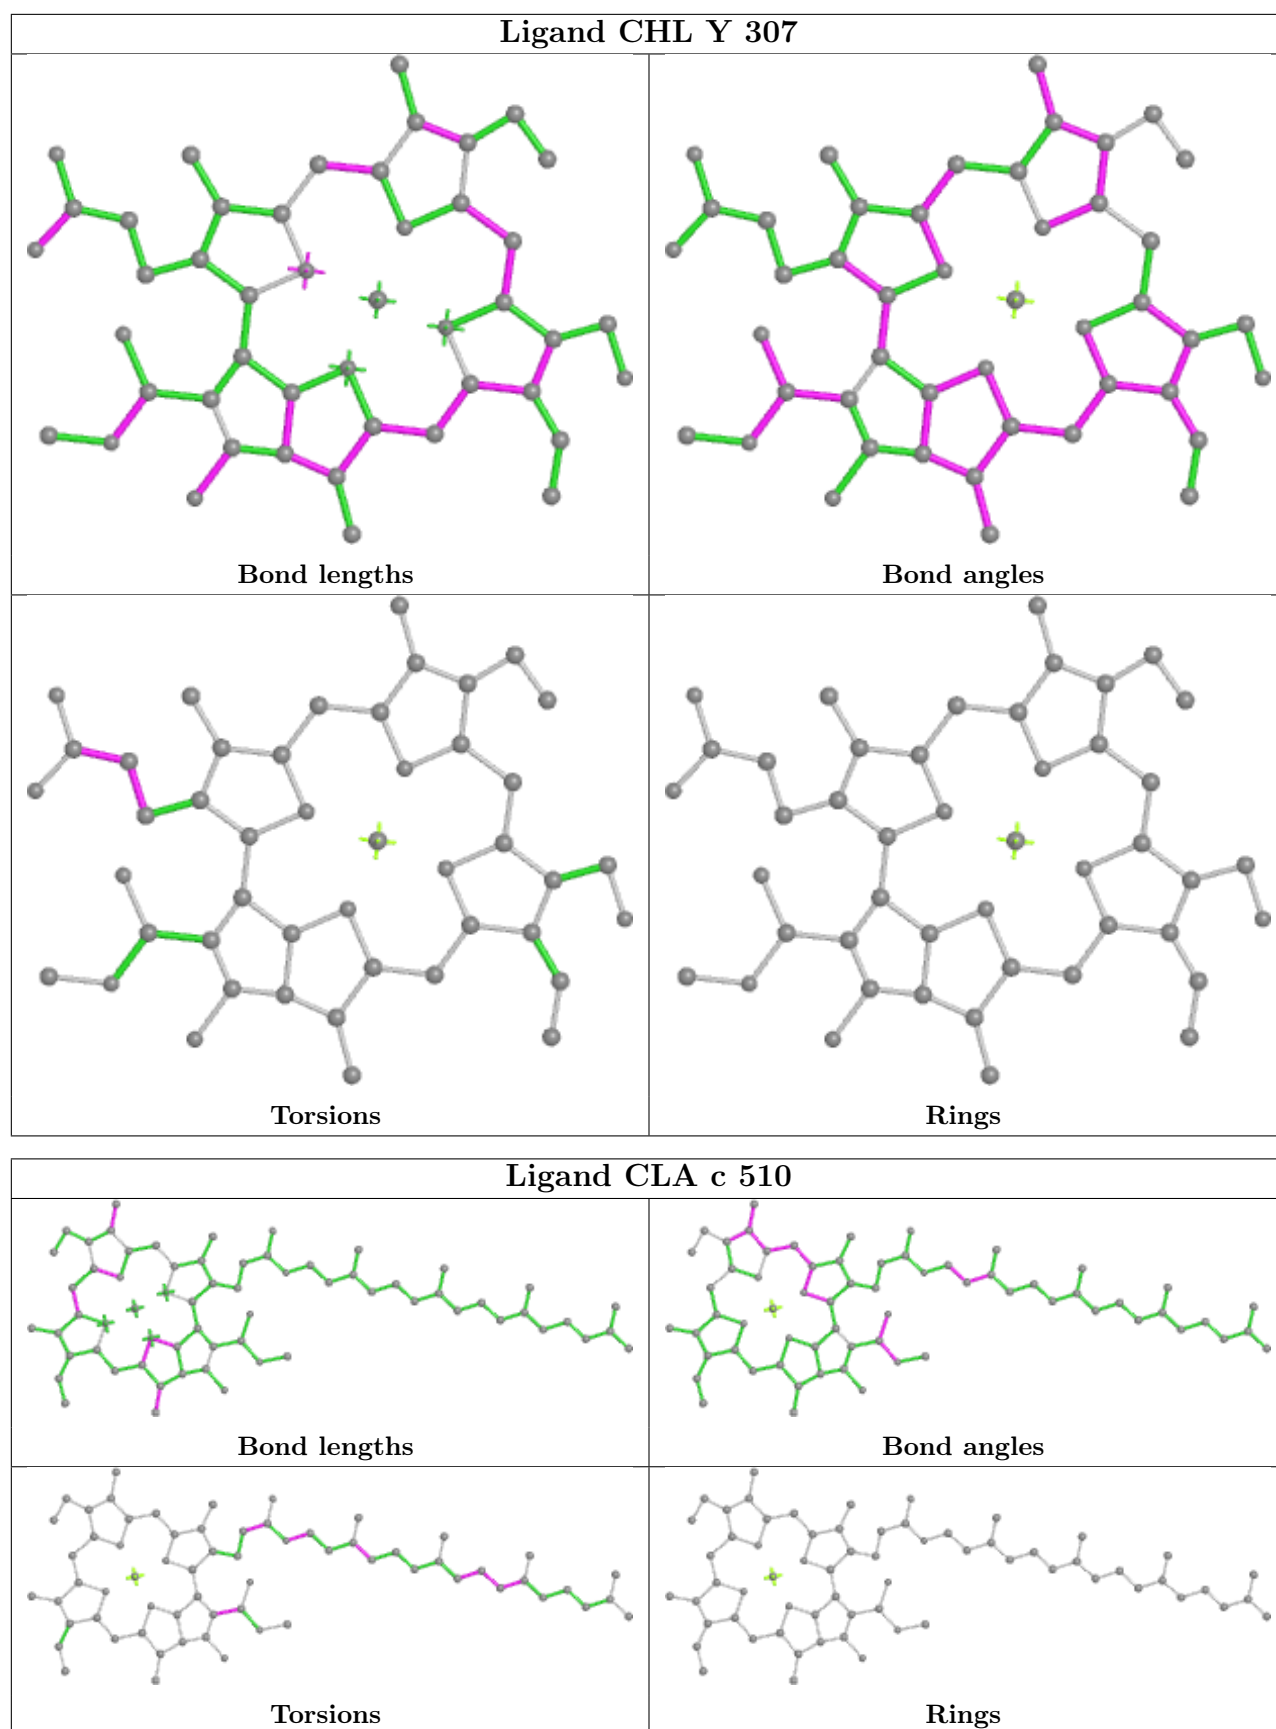 Ligand CHL Y 307
Bond lengths
Bond angles
Torsions
Rings
Ligand CLA c 510
Bond lengths
Bond angles
Torsions
Rings